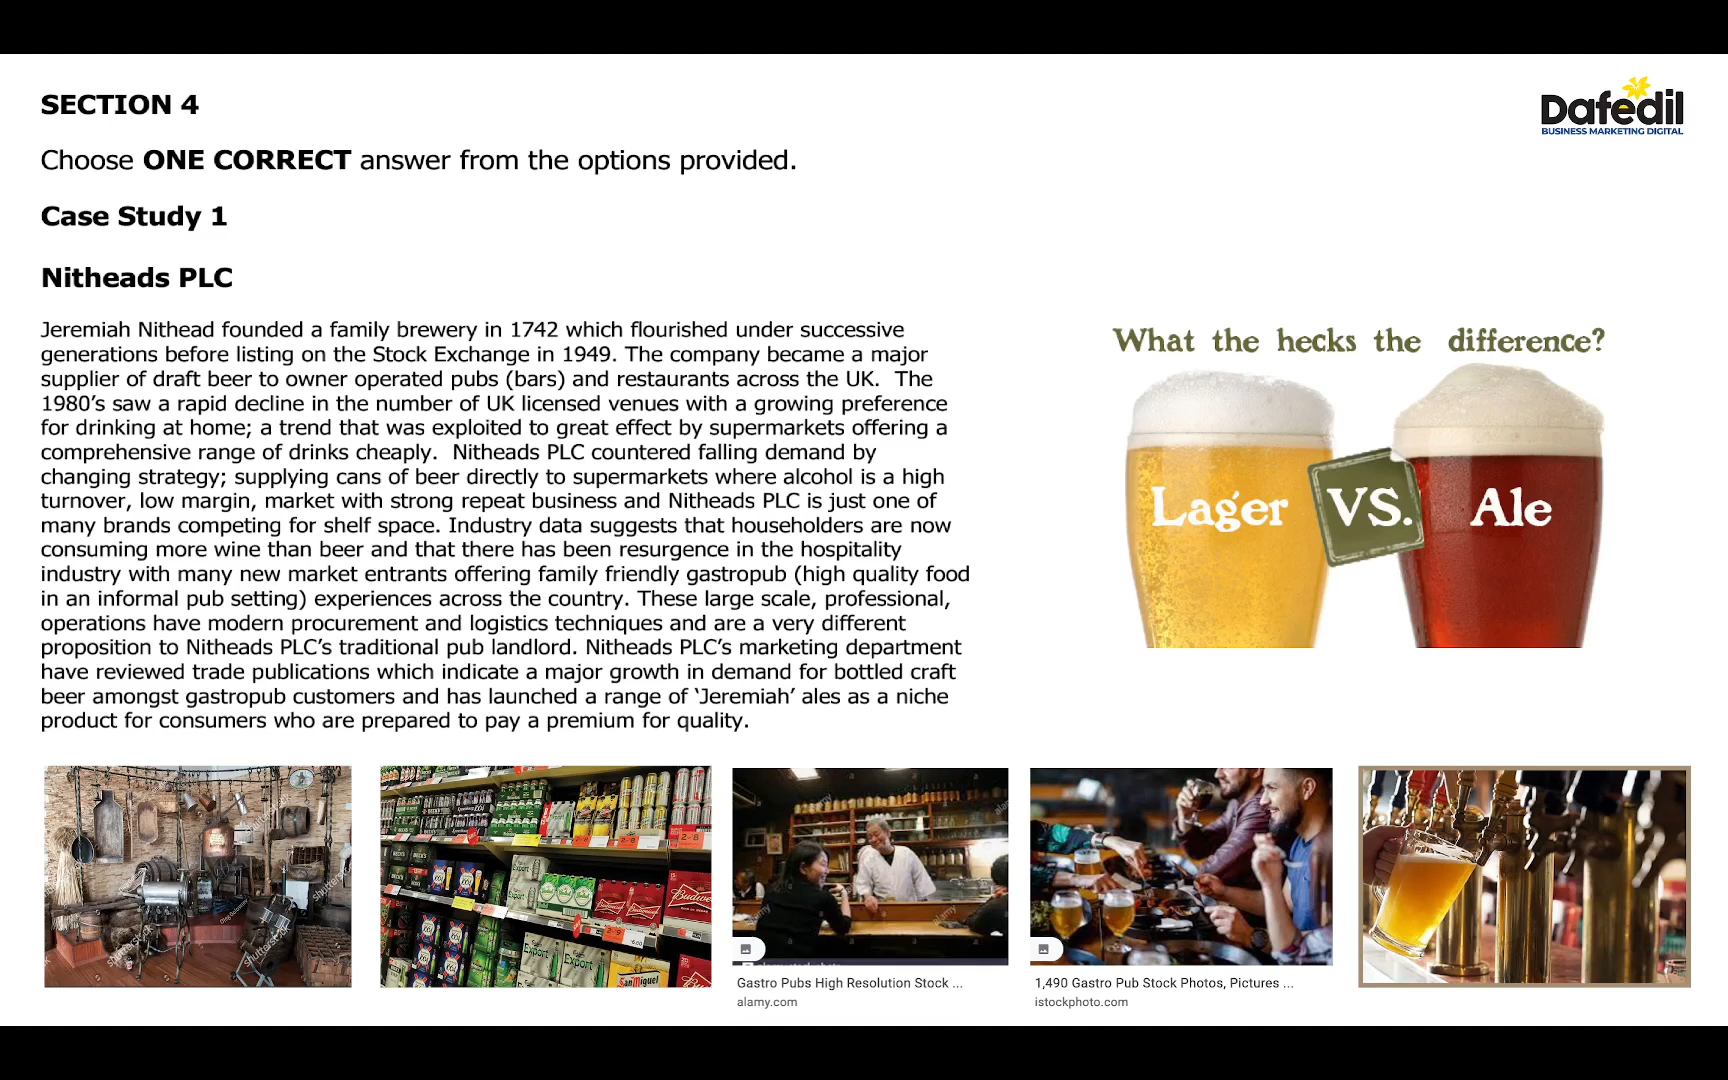 SECTION 4
Dafedil
BUSINESS MARKETING DIGITAL
Choose ONE CORRECT answer from the options provided.
Case Study 1
Nitheads PLC
Jeremiah Nithead founded a family brewery in 1742 which flourished under successive
generations before listing on the Stock Exchange in 1949. The company became a major
supplier of draft beer to owner operated pubs (bars) and restaurants across the UK. The
1980's saw a rapid decline in the number of UK licensed venues with a growing preference
for drinking at home; a trend that was exploited to great effect by supermarkets offering a
comprehensive range of drinks cheaply. Nitheads PLC countered falling demand by
changing strategy; supplying cans of beer directly to supermarkets where alcohol is a high
turnover, low margin, market with strong repeat business and Nitheads PLC is just one of
many brands competing for shelf space. Industry data suggests that householders are now
consuming more wine than beer and that there has been resurgence in the hospitality
industry with many new market entrants offering family friendly gastropub (high quality food
in an informal pub setting) experiences across the country. These large scale, professional,
operations have modern procurement and logistics techniques and are a very different
proposition to Nitheads PLC's traditional pub landlord. Nitheads PLC's marketing department
have reviewed trade publications which indicate a major growth in demand for bottled craft
beer amongst gastropub customers and has launched a range of 'Jeremiah' ales as a niche
product for consumers who are prepared to pay a premium for quality.
What the hecks the difference?
Lager VS. Ale
shutterstock
Export
Export
Budwe
San Miguel
alamy
Gastro Pubs High Resolution Stock ...
alamy.com
1,490 Gastro Pub Stock Photos, Pictures ...
istockphoto.com